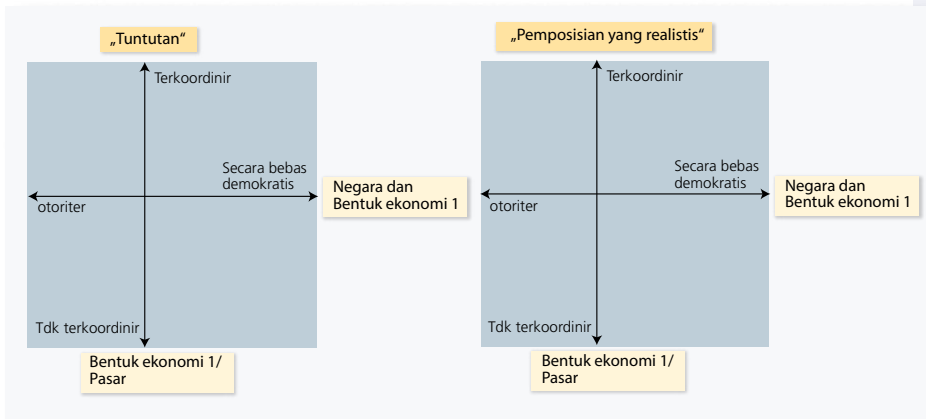 „Tuntutan“
Terkoordinir
Secara bebas
demokratis
otoriter
Negara dan
Bentuk ekonomi 1
Tdk terkoordinir
Bentuk ekonomi 1/
Pasar
„Pemposisian yang realistis“
Terkoordinir
Secara bebas
demokratis
otoriter
Negara dan
Bentuk ekonomi 1
Tdk terkoordinir
Bentuk ekonomi 1/
Pasar